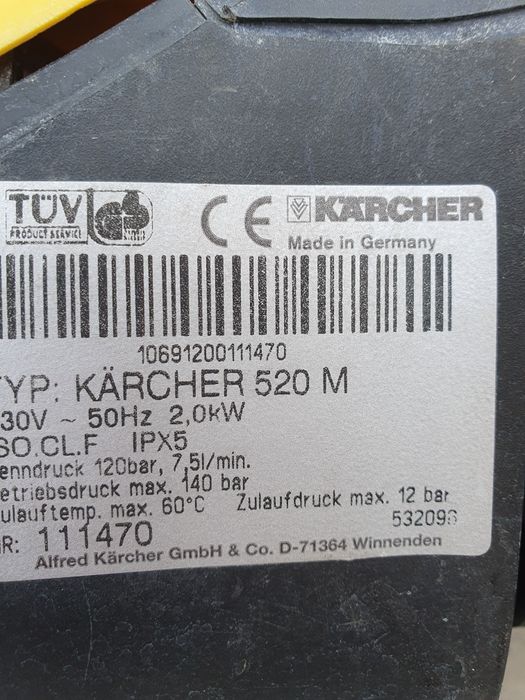 TÜV
PRODUCT SERVICE
CE
KÄRCHER
Made in Germany
10691200111470
TYP: KÄRCHER 520 M
30V ~ 50Hz 2,0kW
SO.CL.F IPX5
enndruck 120bar, 7,5l/min.
etriebsdruck max. 140 bar
ulauftemp. max. 60°C Zulaufdruck max. 12 bar
532096
NR: 111470
Alfred Kärcher GmbH & Co. D-71364 Winnenden